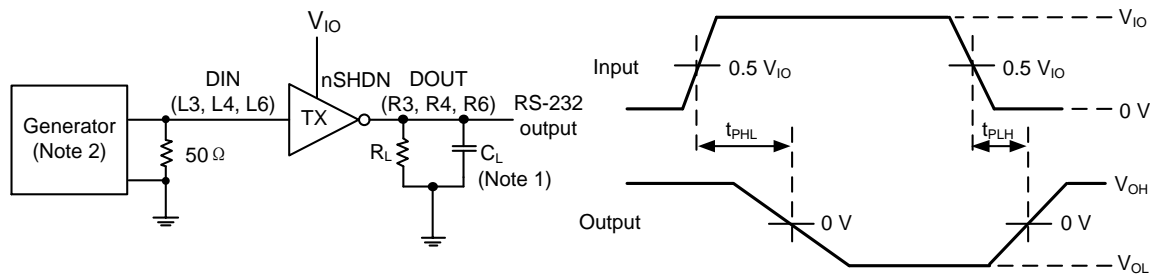 V_IO
DIN
(L3, L4, L6)
nSHDN
DOUT
(R3, R4, R6)
RS-232
output
Generator
(Note 2)
50 Ω
TX
R_L
C_L
(Note 1)
Input
0.5 V_IO
0.5 V_IO
V_IO
0 V
t_PHL
t_PLH
Output
0 V
0 V
V_OH
V_OL